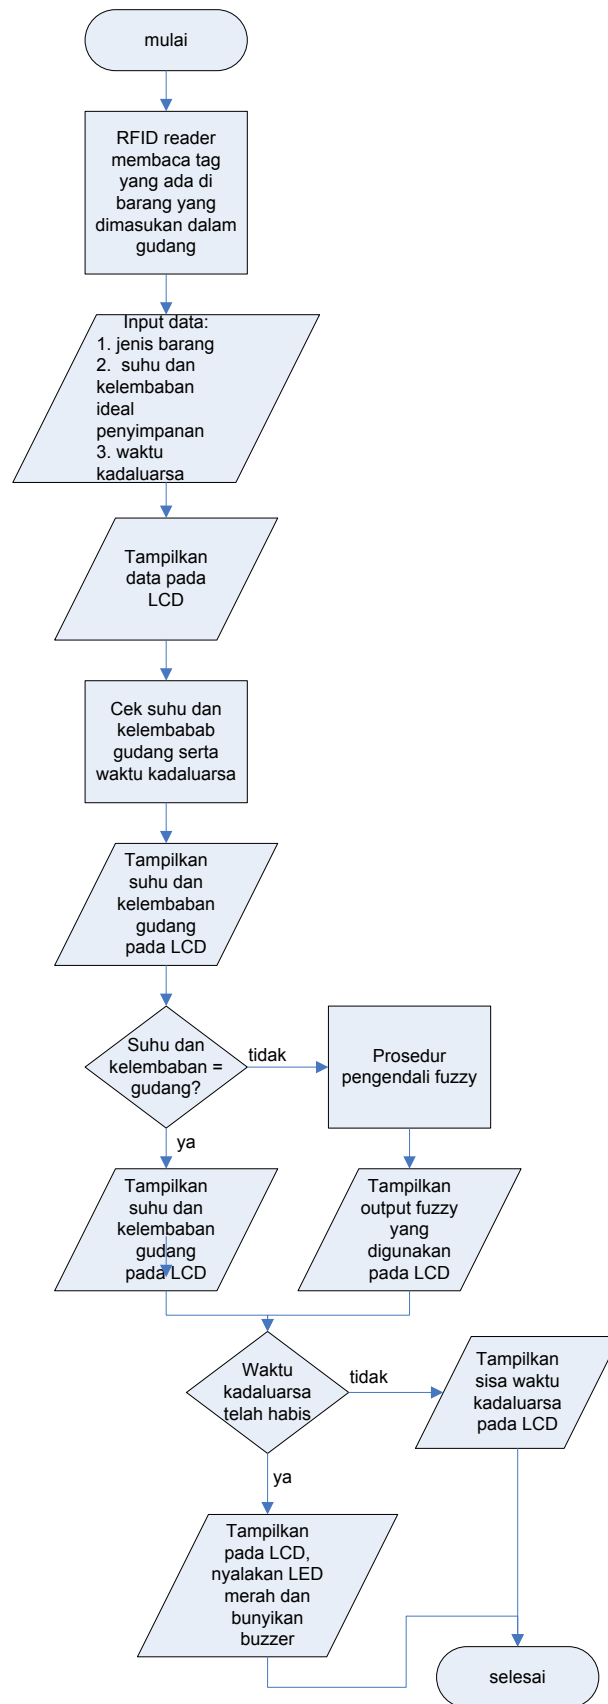 mulai
RFID reader
membaca tag
yang ada di
barang yang
dimasukan dalam
gudang
Input data:
1. jenis barang
2. suhu dan
kelembaban
ideal
penyimpanan
3. waktu
kadaluarsa
Tampilkan
data pada
LCD
Cek suhu dan
kelembabab
gudang serta
waktu kadaluarsa
Tampilkan
suhu dan
kelembaban
gudang
pada LCD
Suhu dan
kelembaban =
gudang?
tidak
Prosedur
pengendali fuzzy
ya
Tampilkan
suhu dan
kelembaban
gudang
pada LCD
Tampilkan
output fuzzy
yang
digunakan
pada LCD
Waktu
kadaluarsa
telah habis
tidak
Tampilkan
sisa waktu
kadaluarsa
pada LCD
ya
Tampilkan
pada LCD,
nyalakan LED
merah dan
bunyikan
buzzer
selesai